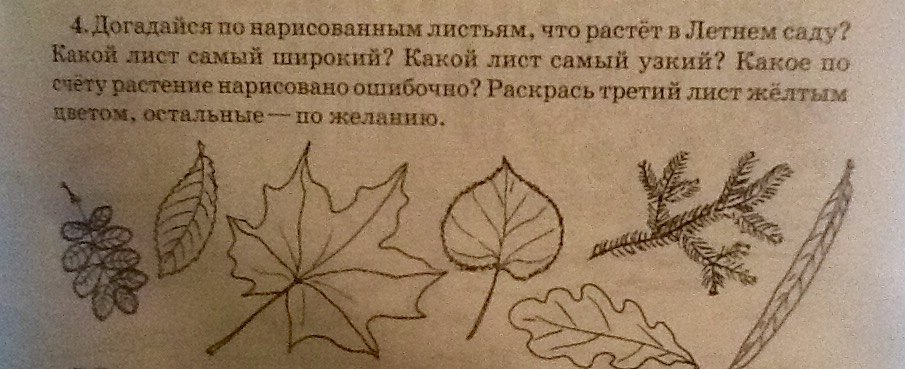 4. Догадайся по нарисованным листьям, что растёт в Летнем саду?
Какой лист самый широкий? Какой лист самый узкий? Какое по
счёту растение нарисовано ошибочно? Раскрась третий лист жёлтым
цветом, остальные — по желанию.